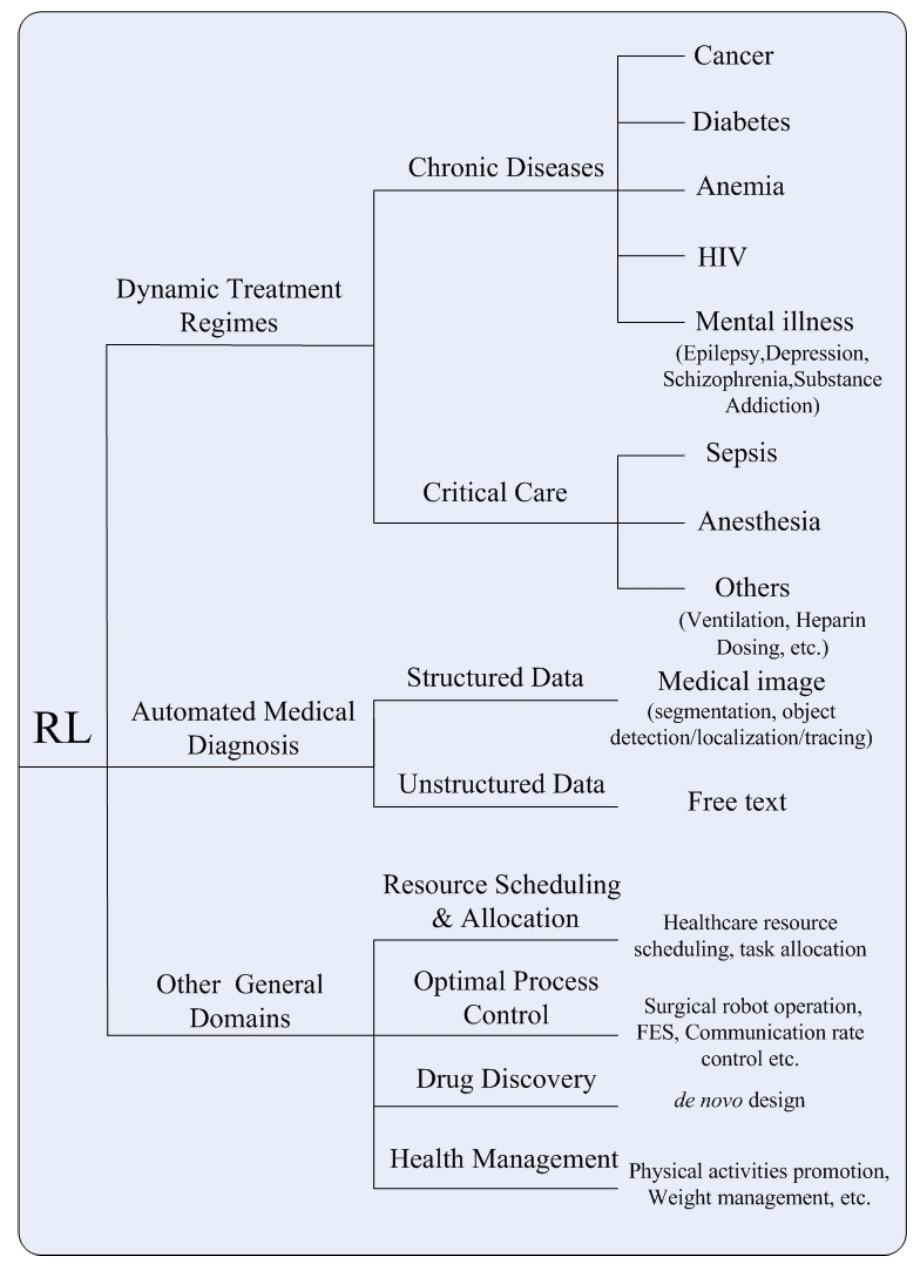 Cancer
Diabetes
Chronic Diseases
Anemia
HIV
Dynamic Treatment
Regimes
Mental illness
(Epilepsy,Depression,
Schizophrenia,Substance
Addiction)
Sepsis
Critical Care
Anesthesia
Others
(Ventilation, Heparin
Dosing, etc.)
Structured Data
Medical image
(segmentation, object
detection/localization/tracing)
RL
Automated Medical
Diagnosis
Unstructured Data
Free text
Resource Scheduling
& Allocation
Healthcare resource
scheduling, task allocation
Other General
Domains
Optimal Process
Control
Surgical robot operation,
FES, Communication rate
control etc.
Drug Discovery
de novo design
Health Management
Physical activities promotion,
Weight management, etc.